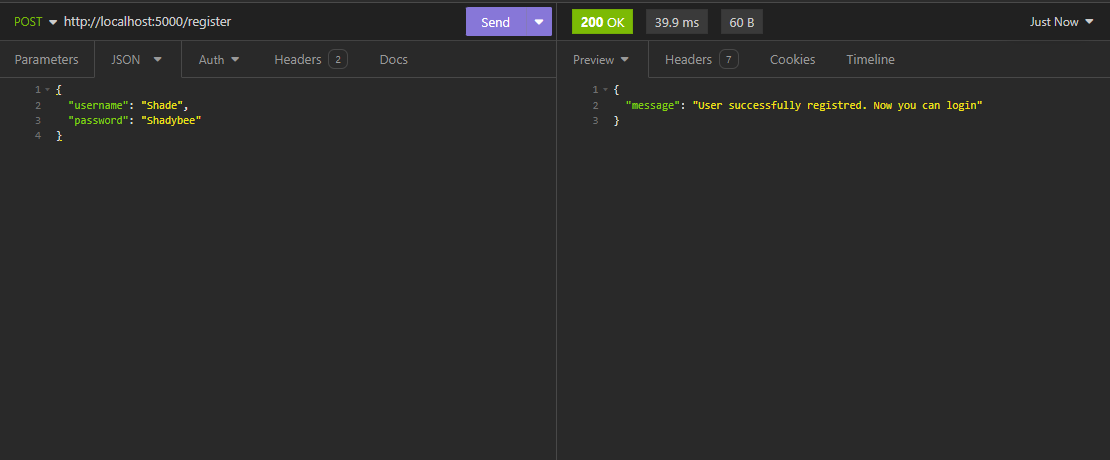 POST http://localhost:5000/register Send
200 OK 39.9 ms 60 B Just Now
Parameters JSON Auth Headers 2 Docs
1 {
2 "username": "Shade",
3 "password": "Shadybee"
4 }
Preview Headers 7 Cookies Timeline
1 {
2 "message": "User successfully registred. Now you can login"
3 }